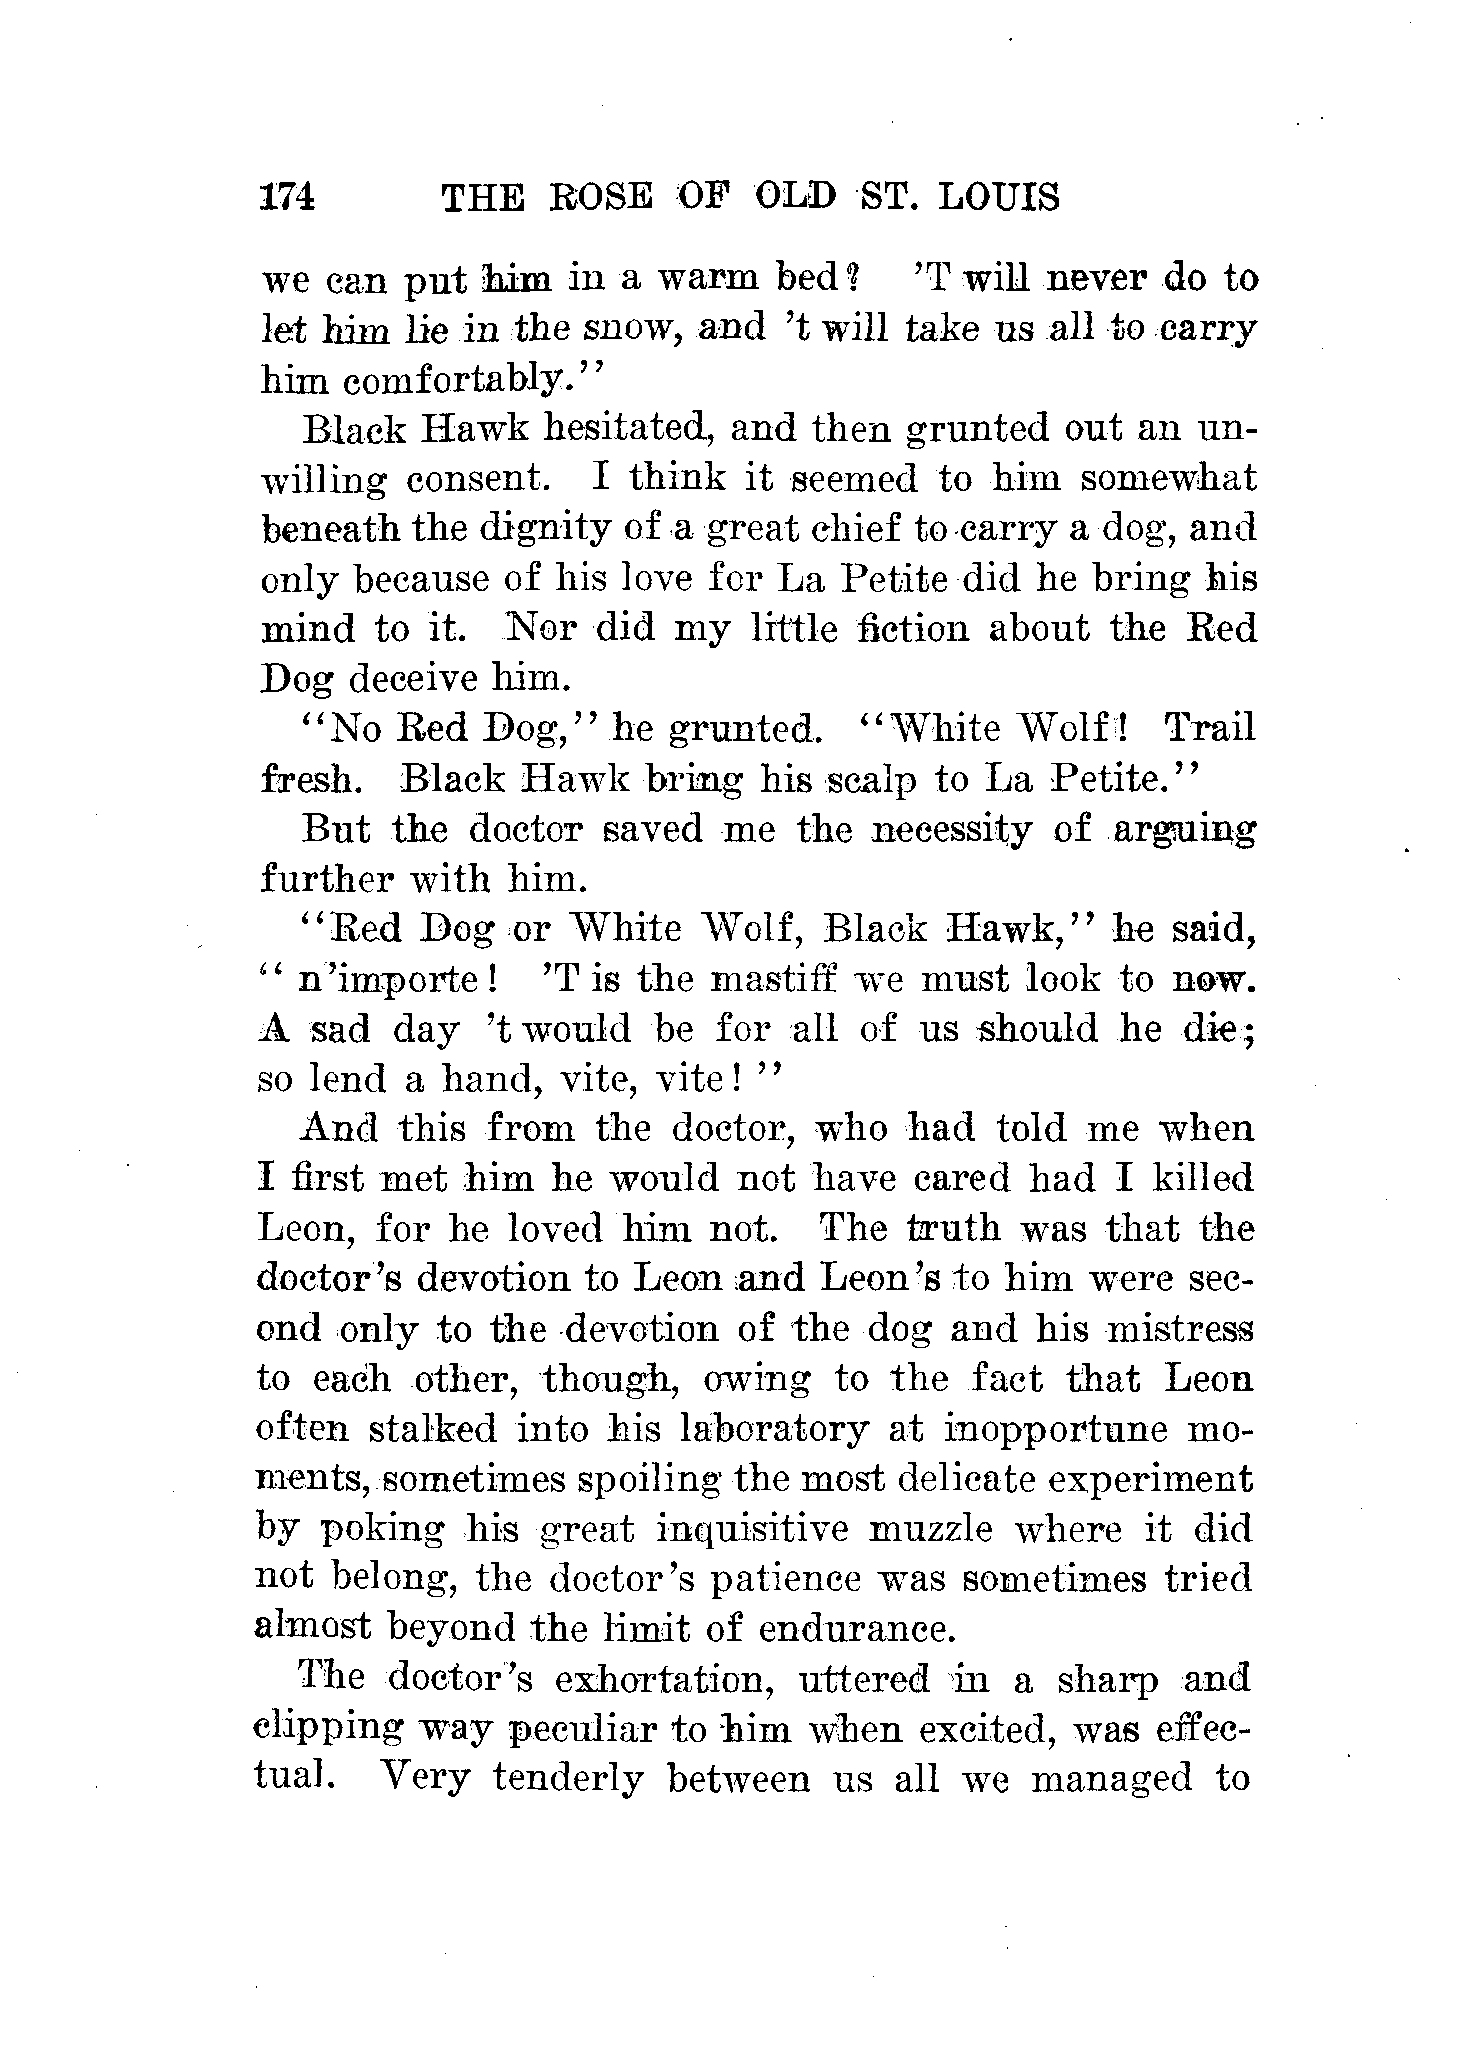 174 THE ROSE OF OLD ST. LOUIS
we can put him in a warm bed? 'T will never do to
let him lie in the snow, and 't will take us all to carry
him comfortably."
Black Hawk hesitated, and then grunted out an un-
willing consent. I think it seemed to him somewhat
beneath the dignity of a great chief to carry a dog, and
only because of his love for La Petite did he bring his
mind to it. Nor did my little fiction about the Red
Dog deceive him.
"No Red Dog," he grunted. "White Wolf! Trail
fresh. Black Hawk bring his scalp to La Petite."
But the doctor saved me the necessity of arguing
further with him.
"Red Dog or White Wolf, Black Hawk," he said,
" n'importe! 'T is the mastiff we must look to now.
A sad day 't would be for all of us should he die;
so lend a hand, vite, vite! "
And this from the doctor, who had told me when
I first met him he would not have cared had I killed
Leon, for he loved him not. The truth was that the
doctor's devotion to Leon and Leon's to him were sec-
ond only to the devotion of the dog and his mistress
to each other, though, owing to the fact that Leon
often stalked into his laboratory at inopportune mo-
ments, sometimes spoiling the most delicate experiment
by poking his great inquisitive muzzle where it did
not belong, the doctor's patience was sometimes tried
almost beyond the limit of endurance.
The doctor's exhortation, uttered in a sharp and
clipping way peculiar to him when excited, was effec-
tual. Very tenderly between us all we managed to